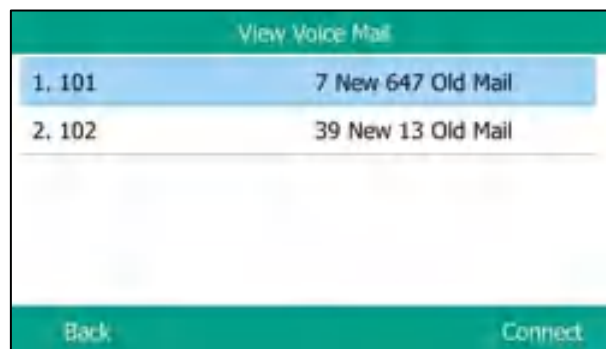 View Voice Mail
1. 101 7 New 647 Old Mail
2. 102 39 New 13 Old Mail
Back Connect